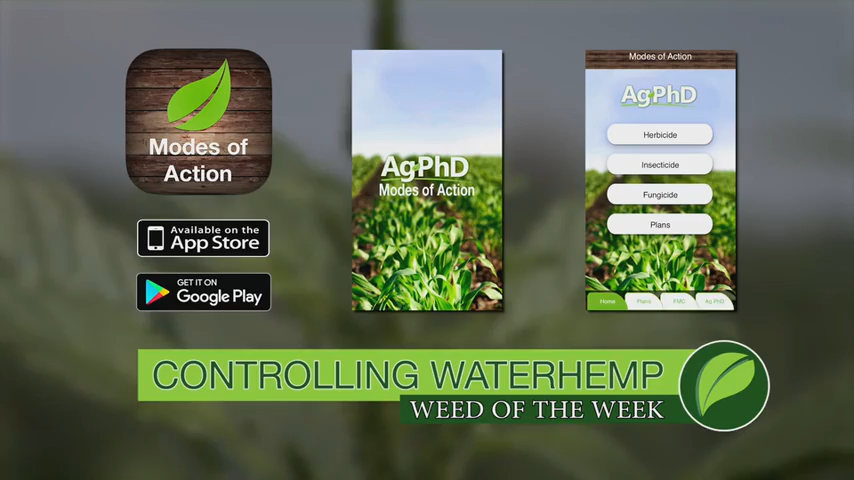 Modes of
Action
Available on the
App Store
GET IT ON
Google Play
AgPhD
Modes of Action
Modes of Action
AgPhD
Herbicide
Insecticide
Fungicide
Plans
Home
Plans
FMC
Ag PhD
CONTROLLING WATERHEMP
WEED OF THE WEEK